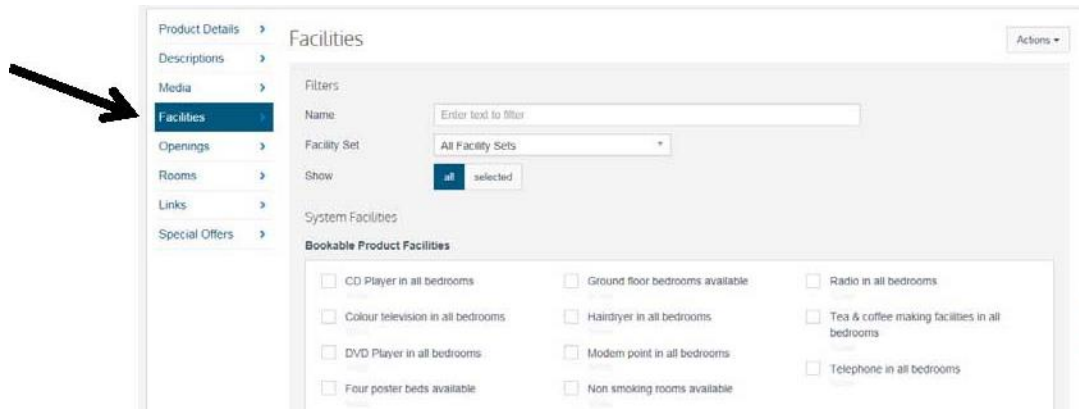 Product Details
Descriptions
Media
Facilities
Openings
Rooms
Links
Special Offers
Facilities
Actions
Filters
Name
Enter text to filter
Facility Set
All Facility Sets
Show
all
selected
System Facilities
Bookable Product Facilities
CD Player in all bedrooms
Colour television in all bedrooms
DVD Player in all bedrooms
Four poster beds available
Ground floor bedrooms available
Hairdryer in all bedrooms
Modem point in all bedrooms
Non smoking rooms available
Radio in all bedrooms
Tea & coffee making facilities in all
bedrooms
Telephone in all bedrooms